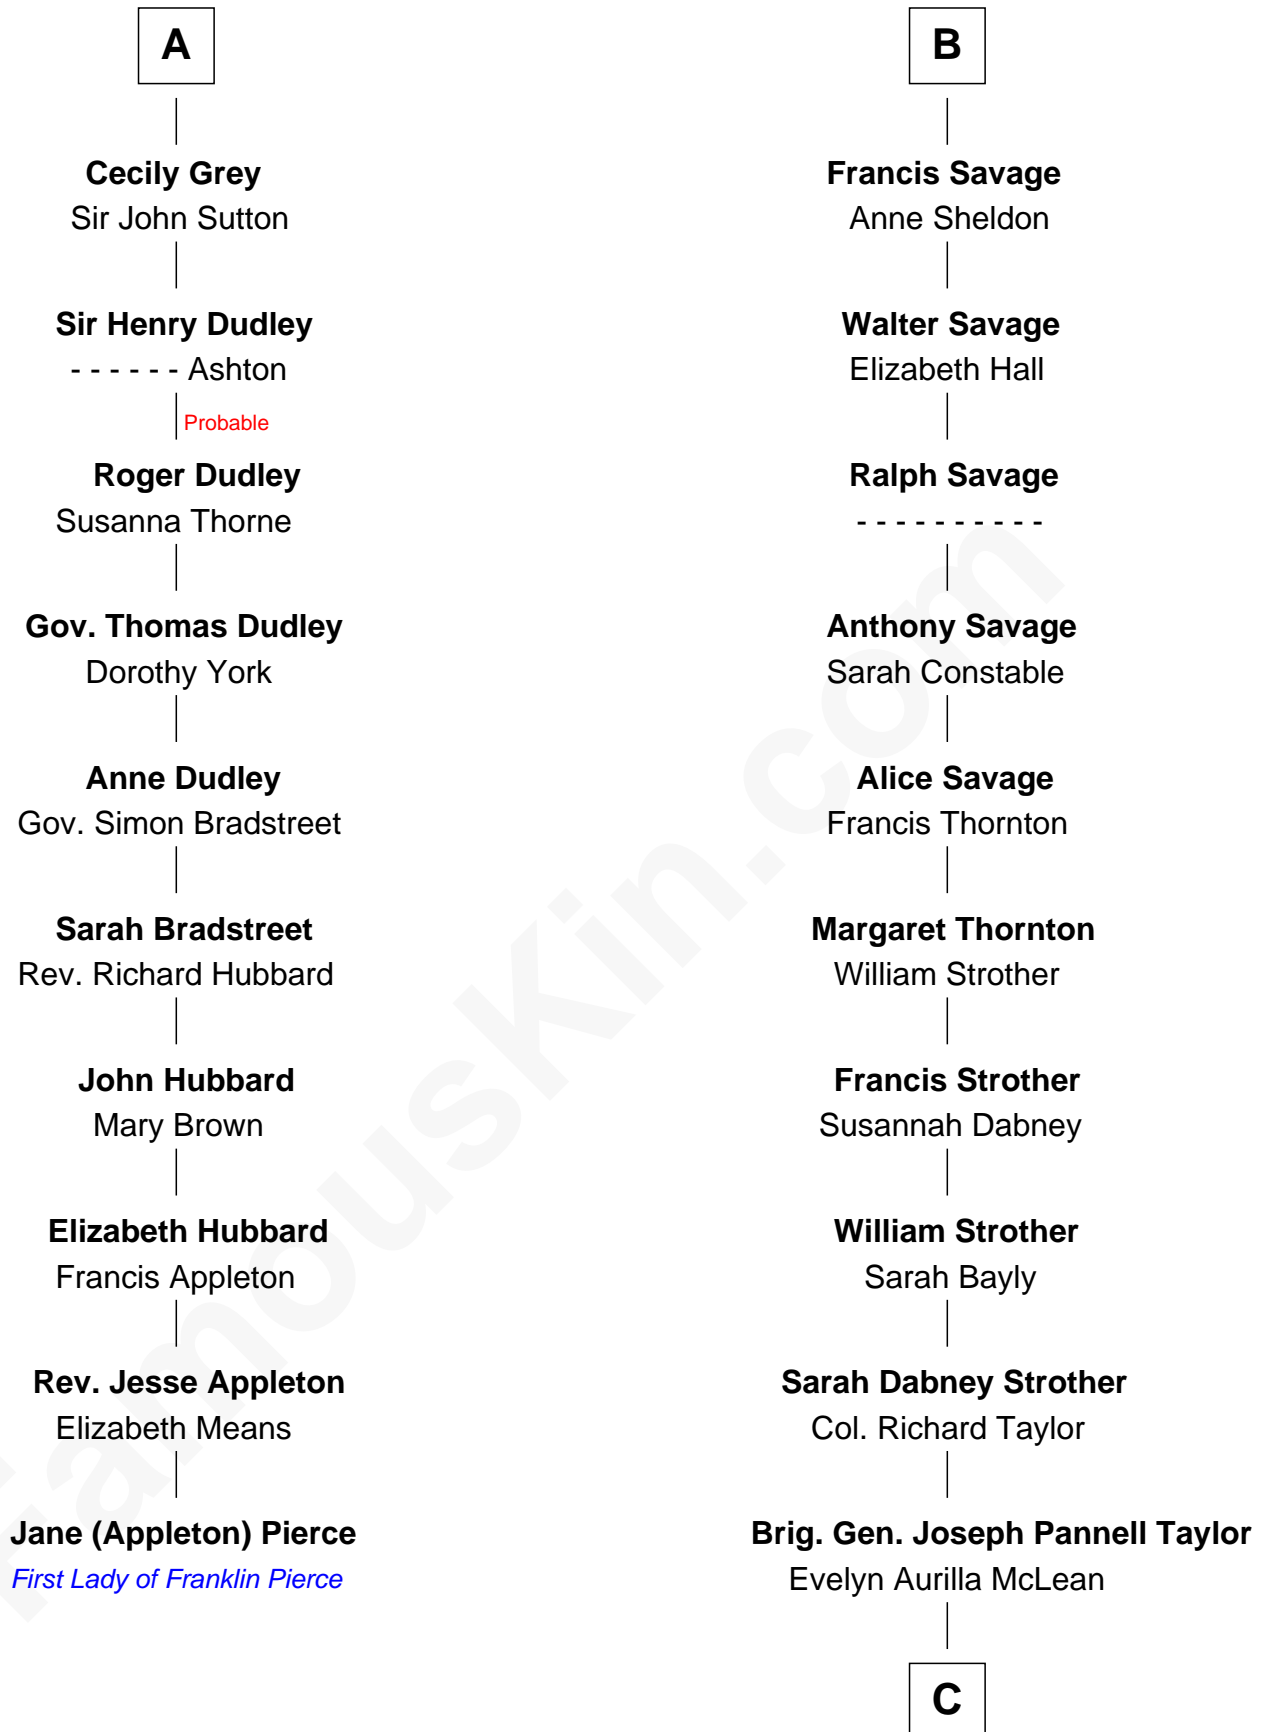 A
Cecily Grey
Sir John Sutton
Sir Henry Dudley
- - - - - - Ashton
Probable
Roger Dudley
Susanna Thorne
Gov. Thomas Dudley
Dorothy York
Anne Dudley
Gov. Simon Bradstreet
Sarah Bradstreet
Rev. Richard Hubbard
John Hubbard
Mary Brown
Elizabeth Hubbard
Francis Appleton
Rev. Jesse Appleton
Elizabeth Means
Jane (Appleton) Pierce
First Lady of Franklin Pierce
B
Francis Savage
Anne Sheldon
Walter Savage
Elizabeth Hall
Ralph Savage
- - - - - - - - - -
Anthony Savage
Sarah Constable
Alice Savage
Francis Thornton
Margaret Thornton
William Strother
Francis Strother
Susannah Dabney
William Strother
Sarah Bayly
Sarah Dabney Strother
Col. Richard Taylor
Brig. Gen. Joseph Pannell Taylor
Evelyn Aurilla McLean
C
FamousKin.com